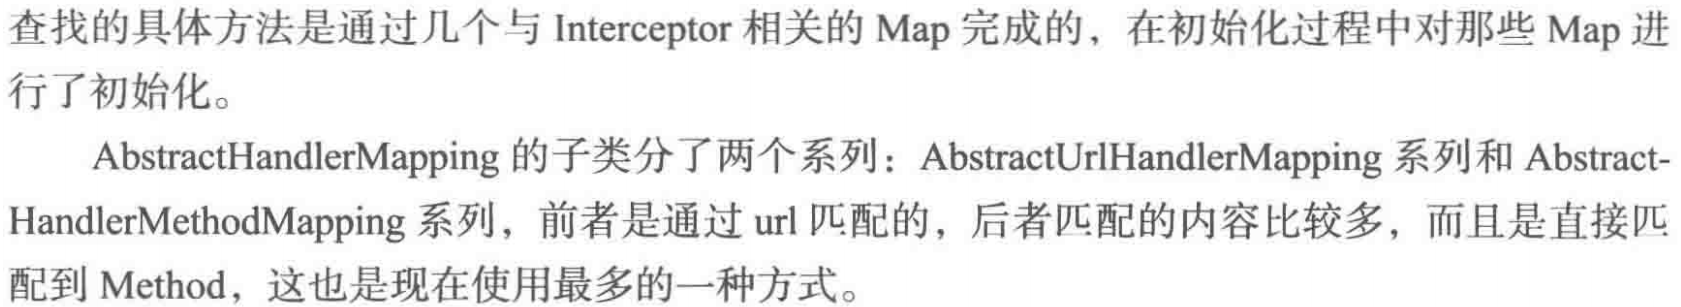 查找的具体方法是通过几个与 Interceptor 相关的 Map 完成的，在初始化过程中对那些 Map 进
行了初始化。
AbstractHandlerMapping 的子类分了两个系列：AbstractUrlHandlerMapping 系列和 Abstract-
HandlerMethodMapping 系列，前者是通过 url 匹配的，后者匹配的内容比较多，而且是直接匹
配到 Method，这也是现在使用最多的一种方式。